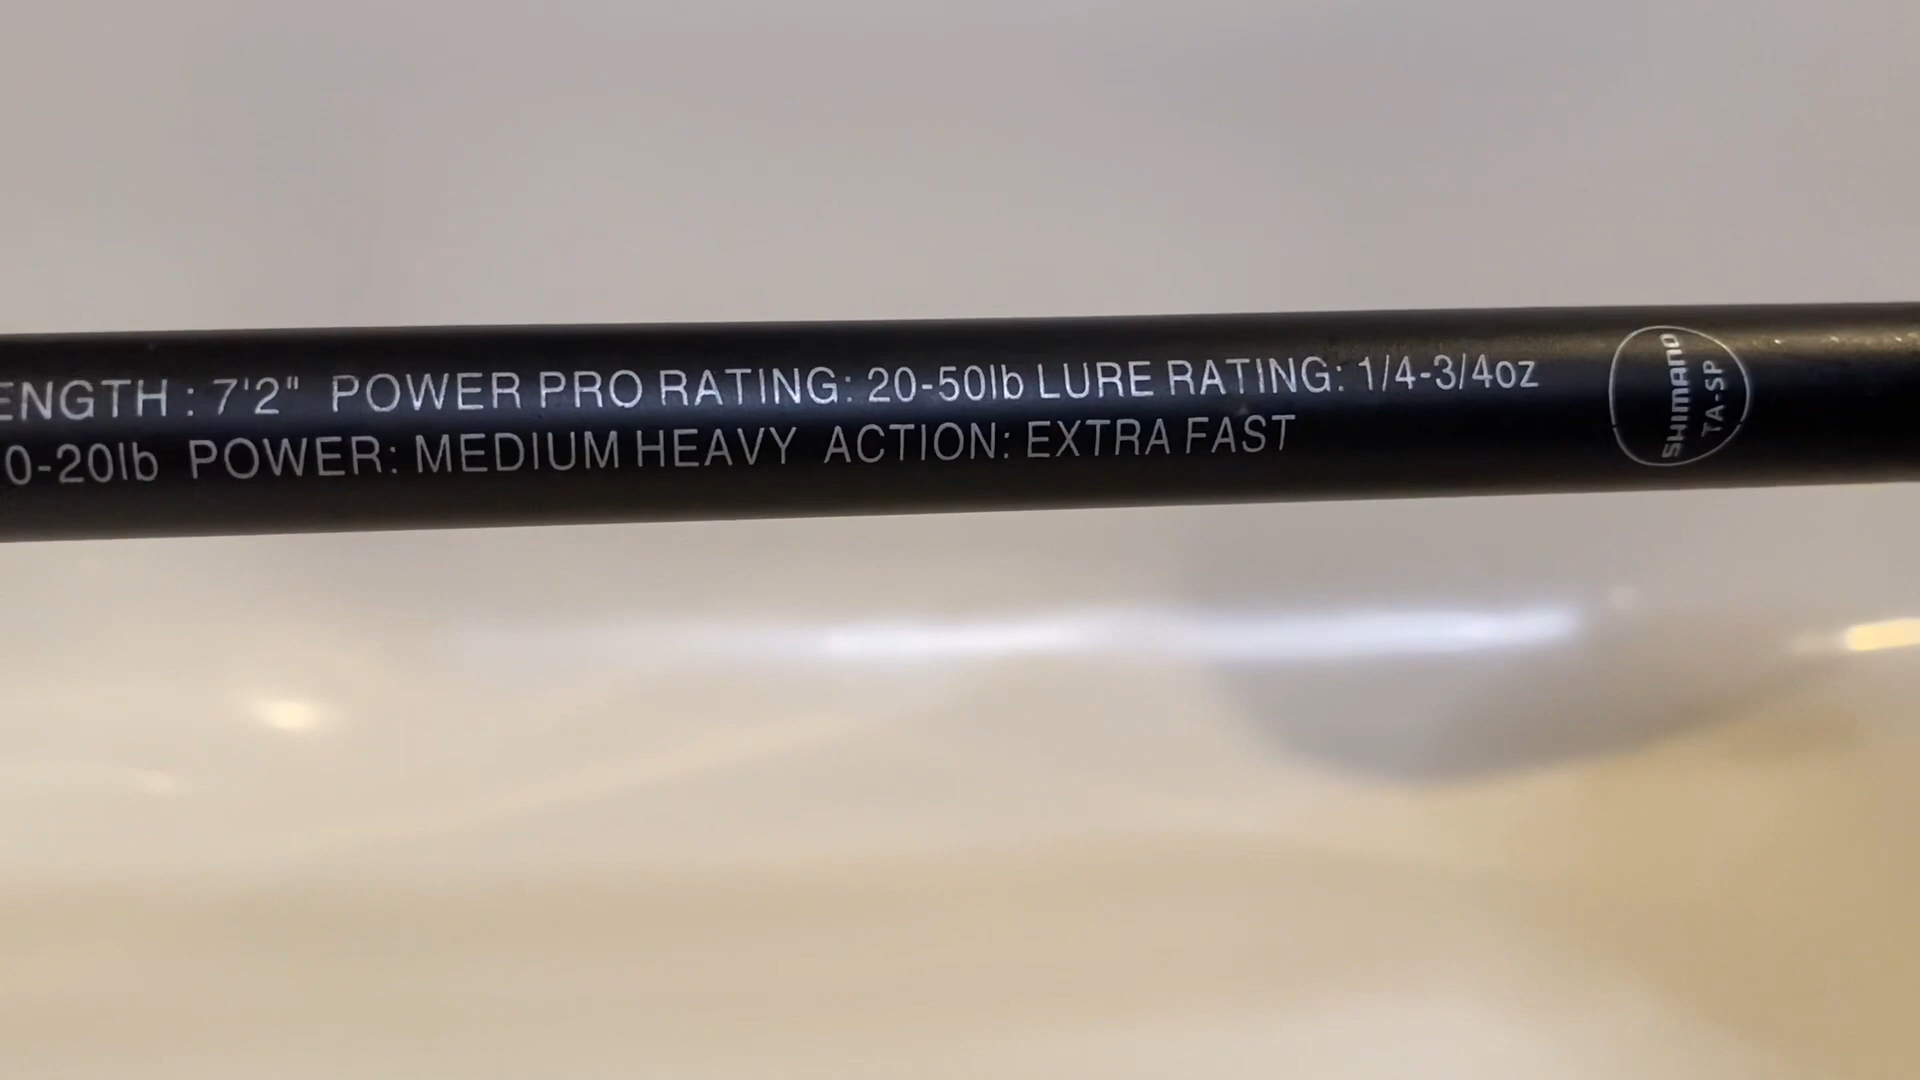 ENGTH : 7'2" POWER PRO RATING: 20-50lb LURE RATING: 1/4-3/4oz
0-20lb POWER: MEDIUM HEAVY ACTION: EXTRA FAST
SHIMANO
TA-SP